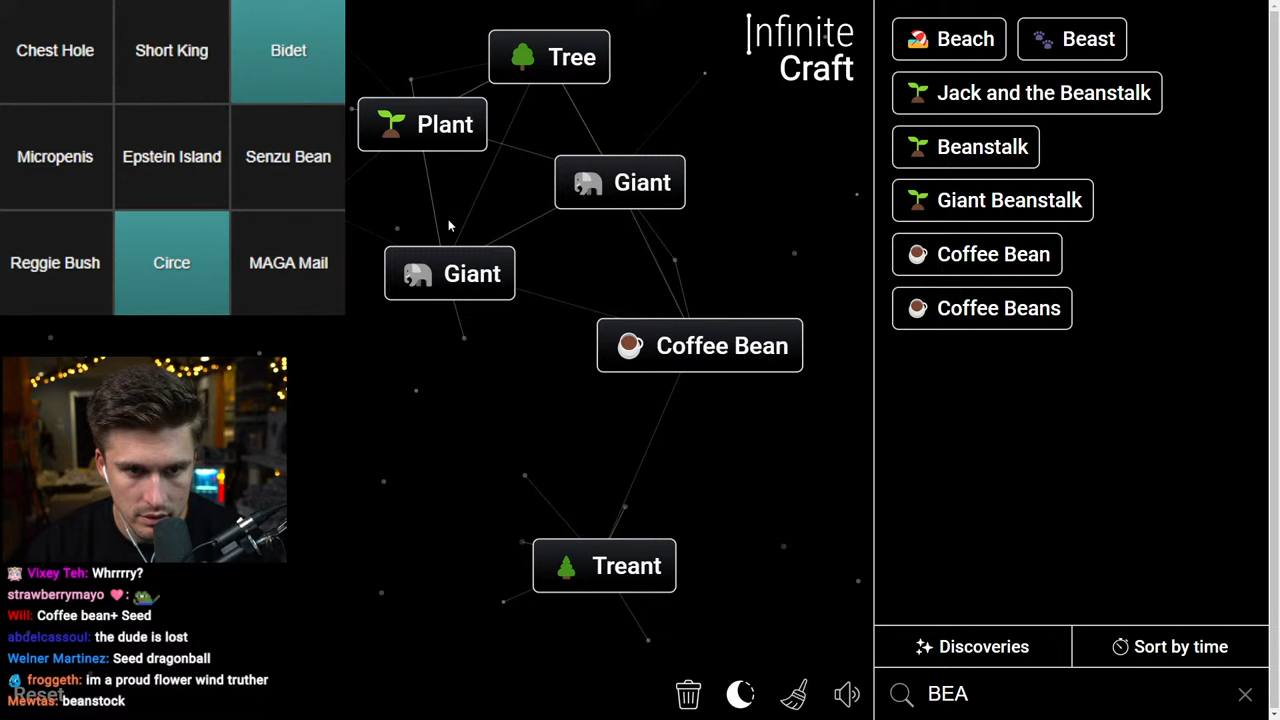 Chest Hole
Short King
Bidet
Micropenis
Epstein Island
Senzu Bean
Reggie Bush
Circe
MAGA Mail
Infinite
Craft
Tree
Plant
Giant
Giant
Coffee Bean
Treant
Beach
Beast
Jack and the Beanstalk
Beanstalk
Giant Beanstalk
Coffee Bean
Coffee Beans
Discoveries
Sort by time
BEA
Vixey Teh: Whrrrry?
strawberrymayo :
Will: Coffee bean+ Seed
abdelcassoul: the dude is lost
Welner Martinez: Seed dragonball
froggeth: im a proud flower wind truther
Reset
Mewtas: beanstock